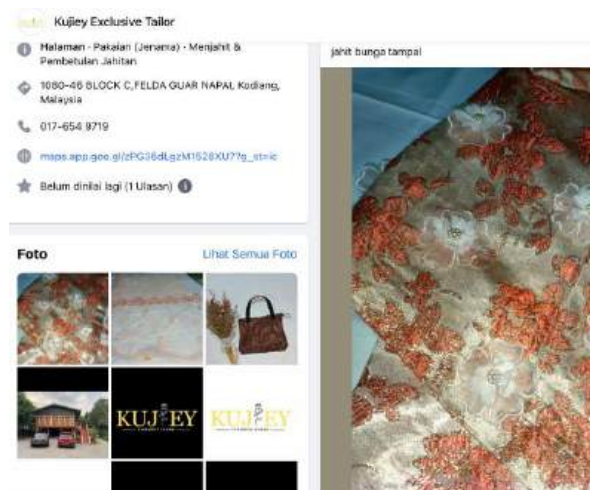 Kujiey Exclusive Tailor
Halaman · Pakaian (Jenama) · Menjahit &
Pembetulan Jahitan
1080-46 BLOCK C,FELDA GUAR NAPAI, Kodiang,
Malaysia
017-654 9719
Belum dinilai lagi (1 Ulasan)
Foto
Lihat Semua Foto
KUJIEY
KUJIEY
jahit bunga tampal